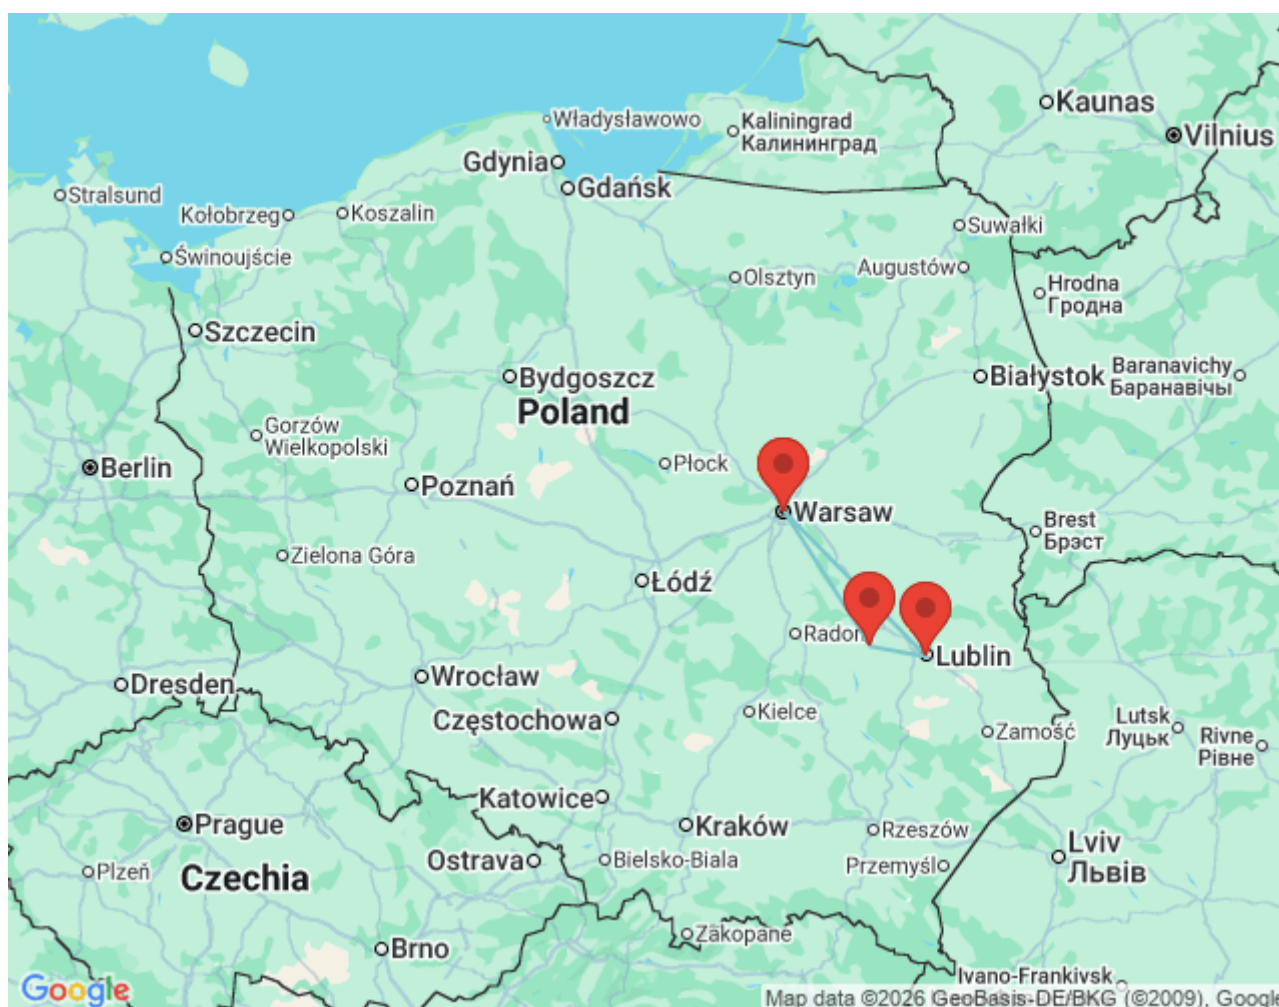 Władysławowo
Kaliningrad
Калининград
Kaunas
Vilnius
Gdynia
Gdańsk
Stralsund
Kołobrzeg
Koszalin
Suwałki
Świnoujście
Olsztyn
Augustów
Hrodna
Гродна
Szczecin
Bydgoszcz
Białystok
Baranavichy
Баранавічы
Poland
Gorzów
Wielkopolski
Berlin
Płock
Poznań
Warsaw
Brest
Брэст
Zielona Góra
Łódź
Radom
Lublin
Dresden
Wrocław
Częstochowa
Kielce
Zamość
Lutsk
Луцьк
Rivne
Рівне
Katowice
Prague
Kraków
Rzeszów
Lviv
Львів
Ostrava
Bielsko-Biala
Przemyśl
Plzeň
Czechia
Zakopane
Brno
Ivano-Frankivsk
Google
Map data ©2026 GeoBasis-DE/BKG (©2009), Google